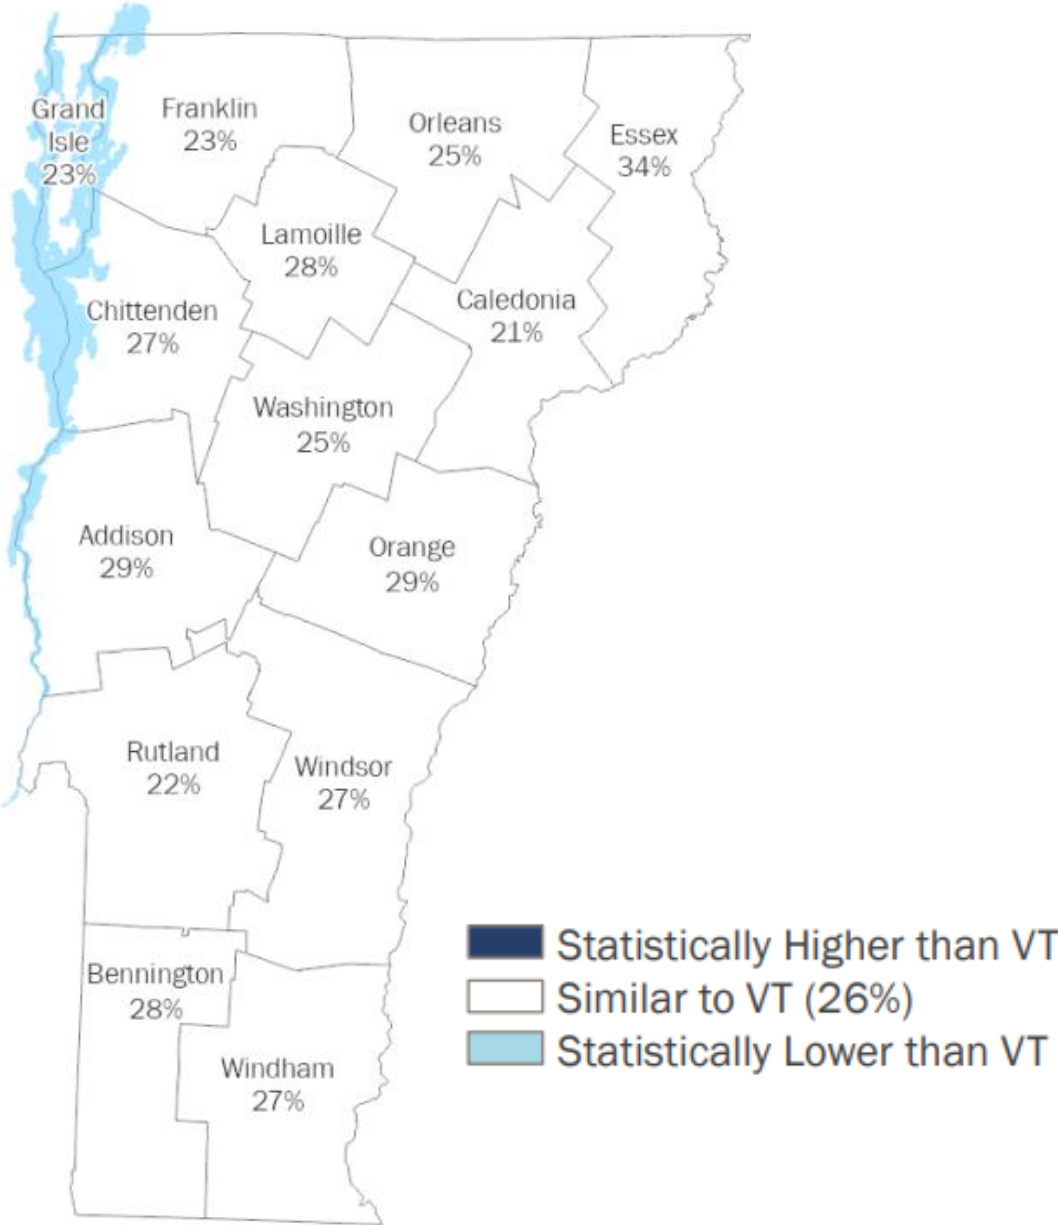 Grand
Isle
23%
Franklin
23%
Orleans
25%
Essex
34%
Lamoille
28%
Chittenden
27%
Caledonia
21%
Washington
25%
Addison
29%
Orange
29%
Rutland
22%
Windsor
27%
Bennington
28%
Windham
27%
Statistically Higher than VT
Similar to VT (26%)
Statistically Lower than VT